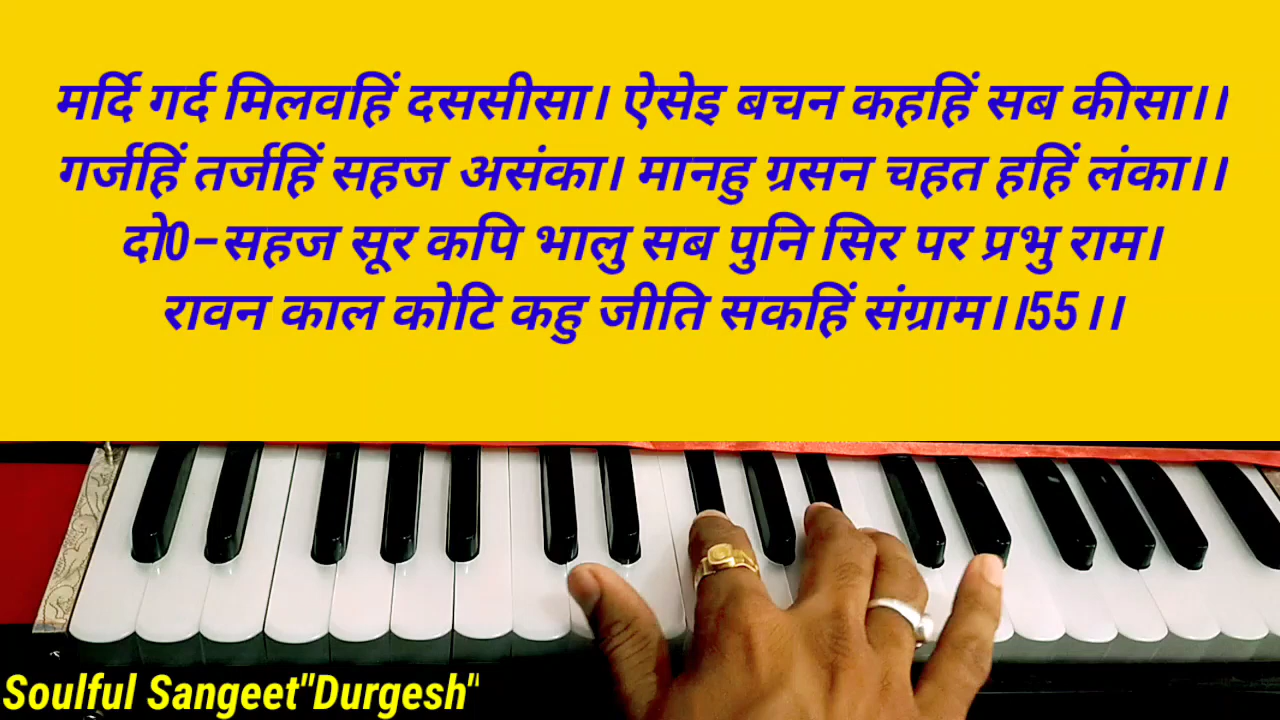 मर्दि गर्द मिलवहिं दससीसा। ऐसेइ बचन कहहिं सब कीसा।।
गर्जहिं तर्जहिं सहज असंका। मानहु ग्रसन चहत हहिं लंका।।
दो0-सहज सूर कपि भालु सब पुनि सिर पर प्रभु राम।
रावन काल कोटि कहु जीति सकहिं संग्राम।।55।।
Soulful Sangeet"Durgesh"